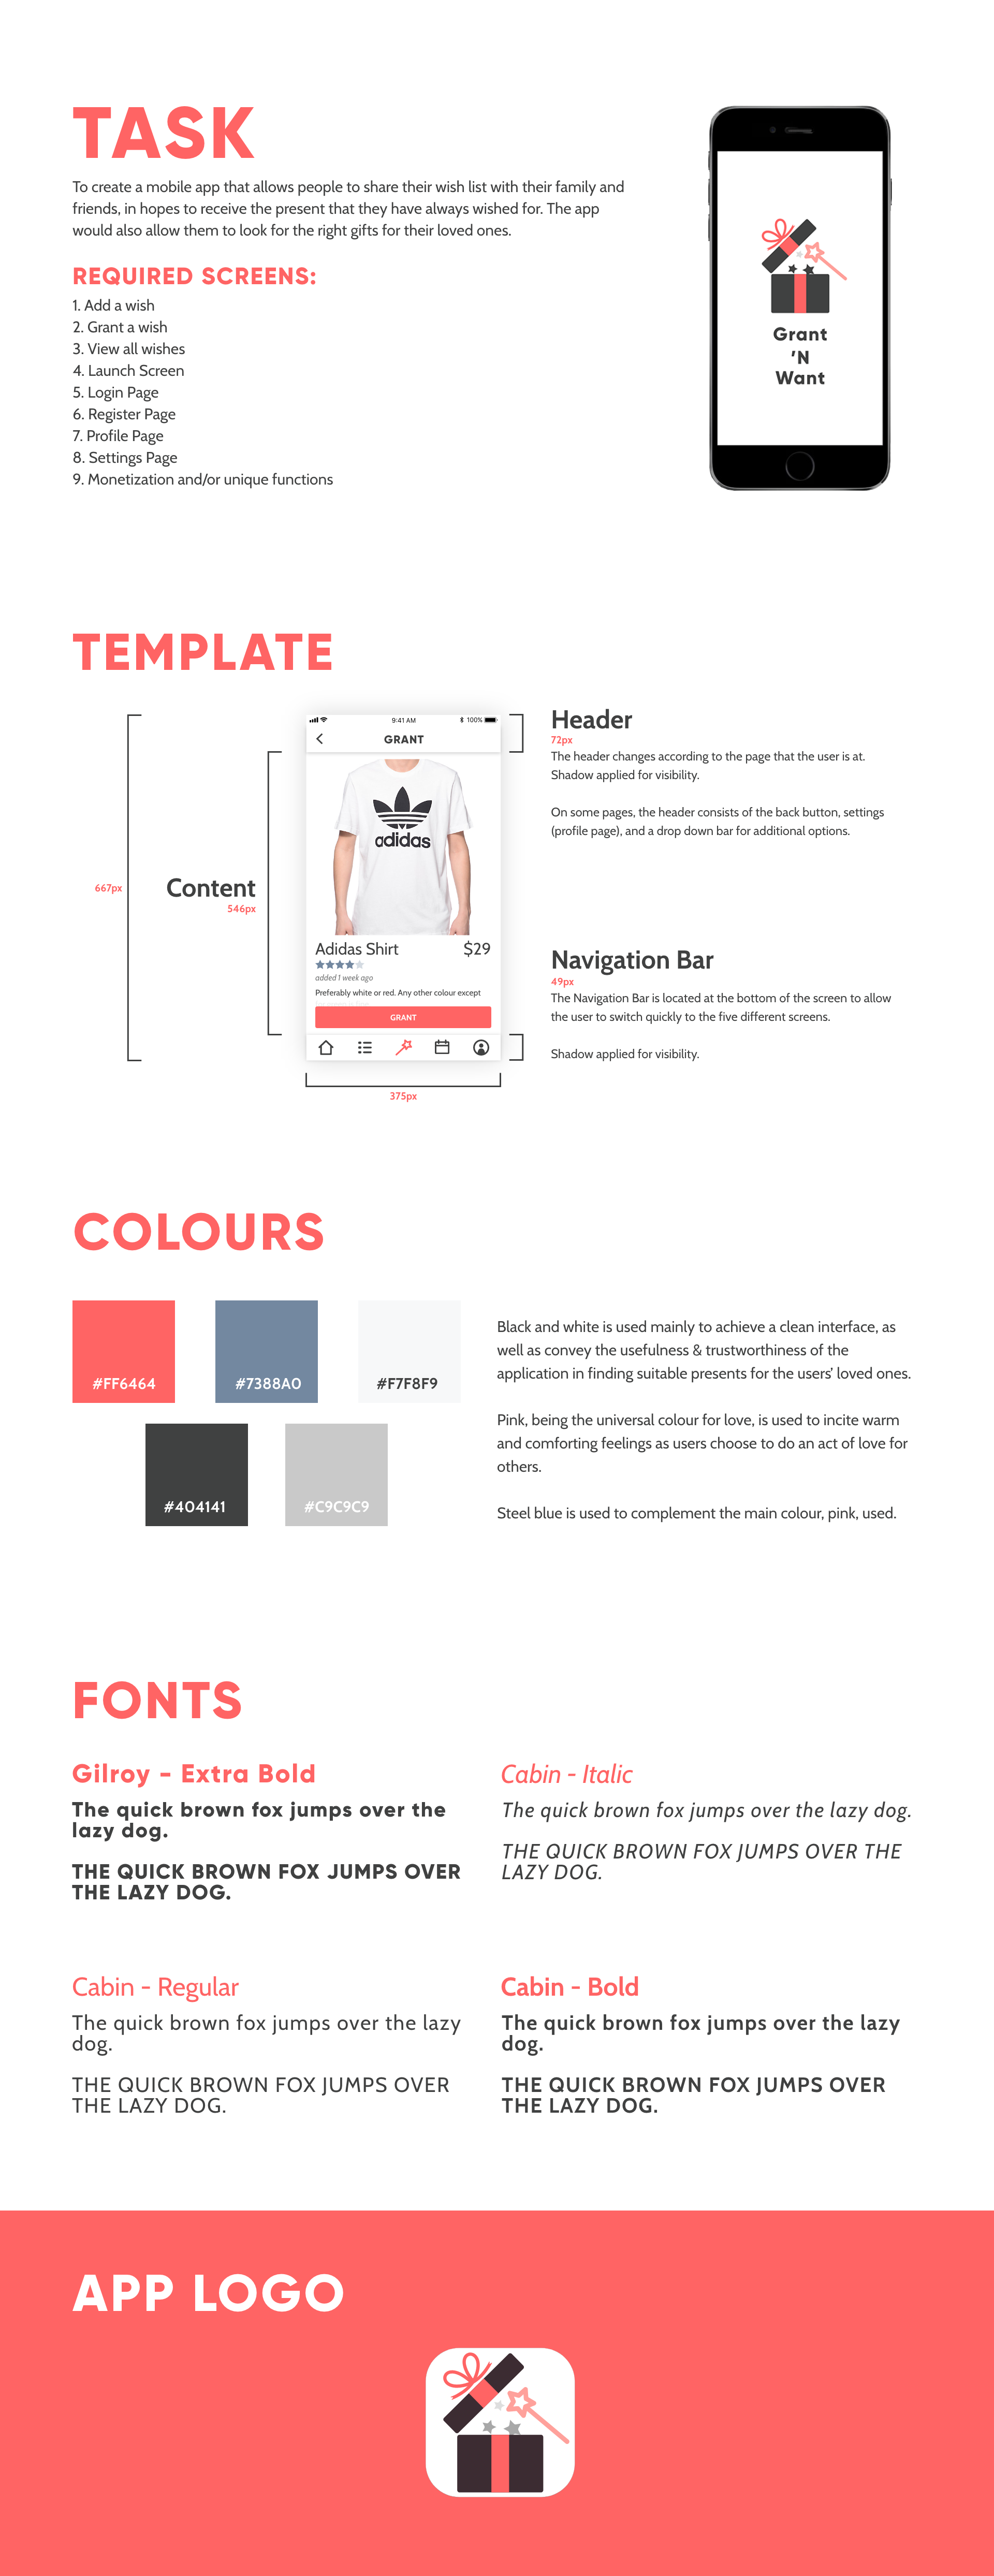 TASK
To create a mobile app that allows people to share their wish list with their family and
friends, in hopes to receive the present that they have always wished for. The app
would also allow them to look for the right gifts for their loved ones.
REQUIRED SCREENS:
1. Add a wish
2. Grant a wish
3. View all wishes
4. Launch Screen
5. Login Page
6. Register Page
7. Profile Page
8. Settings Page
9. Monetization and/or unique functions
Grant
'N
Want
TEMPLATE
667px
Content
546px
9:41 AM
100%
GRANT
adidas
Adidas Shirt $29
added 1 week ago
Preferably white or red. Any other colour except
GRANT
375px
Header
72px
The header changes according to the page that the user is at.
Shadow applied for visibility.
On some pages, the header consists of the back button, settings
(profile page), and a drop down bar for additional options.
Navigation Bar
49px
The Navigation Bar is located at the bottom of the screen to allow
the user to switch quickly to the five different screens.
Shadow applied for visibility.
COLOURS
#FF6464
#7388A0
#F7F8F9
#404141
#C9C9C9
Black and white is used mainly to achieve a clean interface, as
well as convey the usefulness & trustworthiness of the
application in finding suitable presents for the users' loved ones.
Pink, being the universal colour for love, is used to incite warm
and comforting feelings as users choose to do an act of love for
others.
Steel blue is used to complement the main colour, pink, used.
FONTS
Gilroy - Extra Bold
The quick brown fox jumps over the
lazy dog.
THE QUICK BROWN FOX JUMPS OVER
THE LAZY DOG.
Cabin - Italic
The quick brown fox jumps over the lazy dog.
THE QUICK BROWN FOX JUMPS OVER THE
LAZY DOG.
Cabin - Regular
The quick brown fox jumps over the lazy
dog.
THE QUICK BROWN FOX JUMPS OVER
THE LAZY DOG.
Cabin - Bold
The quick brown fox jumps over the lazy
dog.
THE QUICK BROWN FOX JUMPS OVER
THE LAZY DOG.
APP LOGO